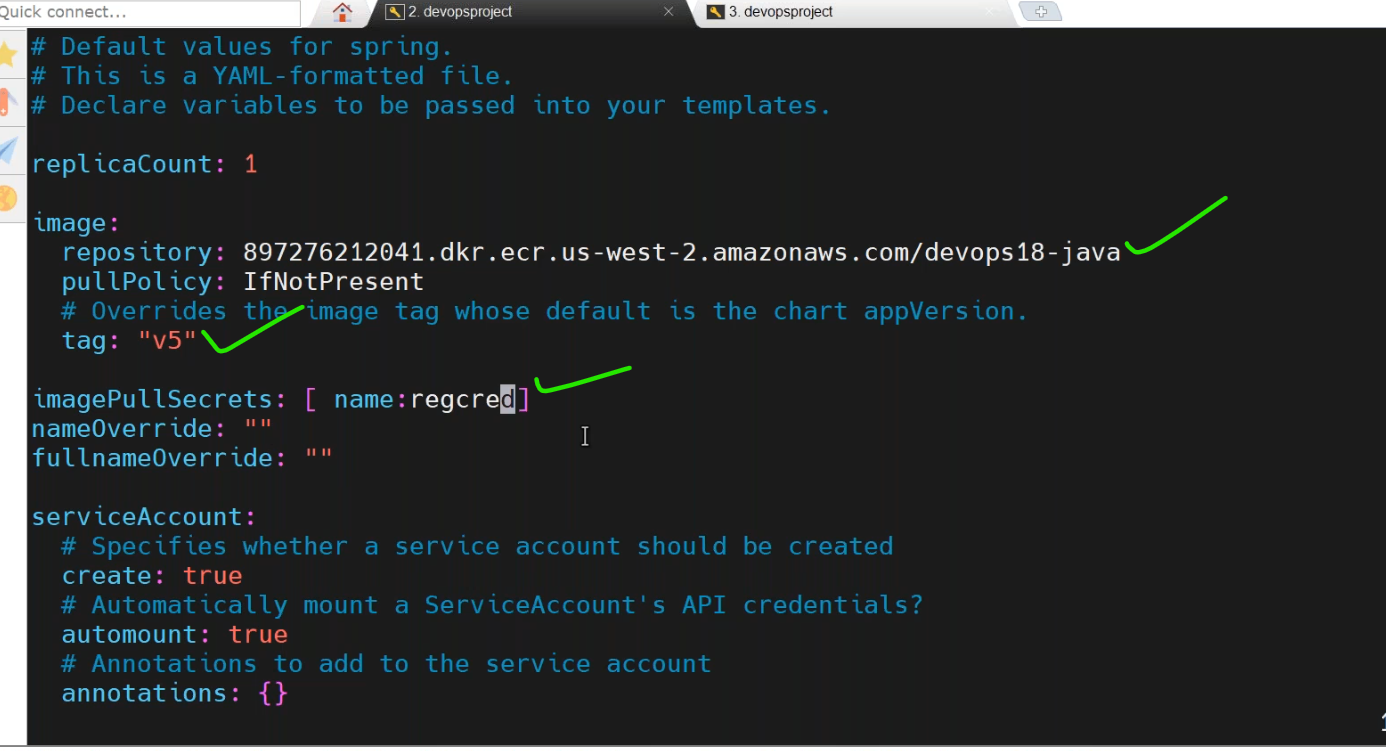 Quick connect...
2. devopsproject
3. devopsproject
# Default values for spring.
# This is a YAML-formatted file.
# Declare variables to be passed into your templates.
replicaCount: 1
image:
  repository: 897276212041.dkr.ecr.us-west-2.amazonaws.com/devops18-java
  pullPolicy: IfNotPresent
  # Overrides the image tag whose default is the chart appVersion.
  tag: "v5"
imagePullSecrets: [ name:regcred]
nameOverride: ""
fullnameOverride: ""
serviceAccount:
  # Specifies whether a service account should be created
  create: true
  # Automatically mount a ServiceAccount's API credentials?
  automount: true
  # Annotations to add to the service account
  annotations: {}